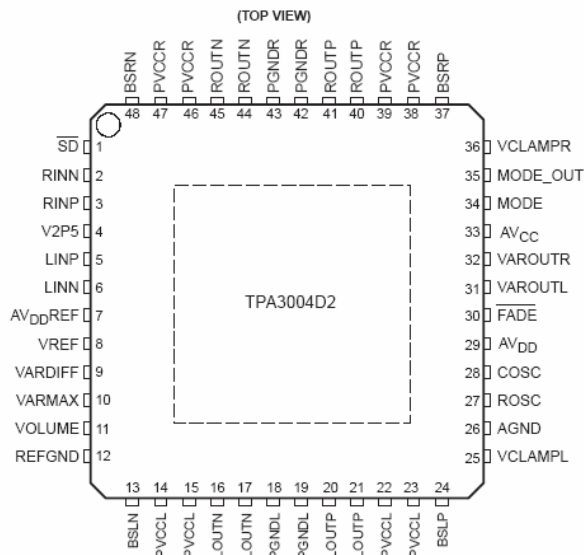 (TOP VIEW)
BSRN
PVCCR
PVCCR
ROUTN
ROUTN
PGNDR
PGNDR
ROUTP
ROUTP
PVCCR
PVCCR
BSRP
48 47 46 45 44 43 42 41 40 39 38 37
SD 1
36 VCLAMPR
RINN 2
35 MODE_OUT
RINP 3
34 MODE
V2P5 4
33 AVCC
LINP 5
32 VAROUTR
LINN 6
31 VAROUTL
AVDDREF 7
30 FADE
VREF 8
29 AVDD
VARDIFF 9
28 COSC
VARMAX 10
27 ROSC
VOLUME 11
26 AGND
REFGND 12
25 VCLAMPL
TPA3004D2
13 14 15 16 17 18 19 20 21 22 23 24
BSLN
PVCCL
PVCCL
LOUTN
LOUTN
PGNDL
PGNDL
LOUTP
LOUTP
PVCCL
PVCCL
BSLP